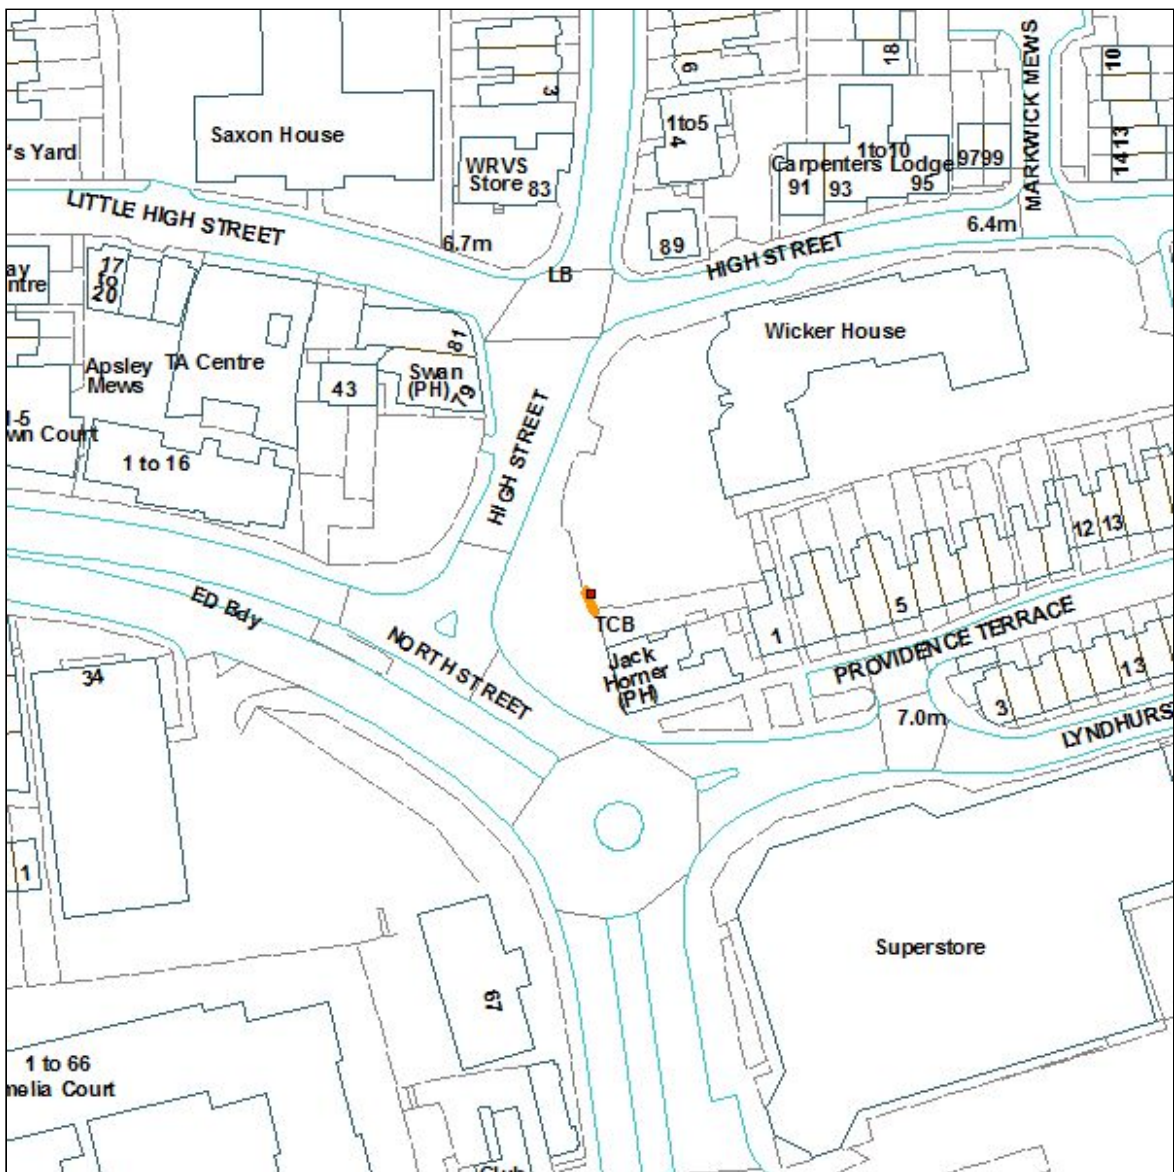 MARKWICK MEWS
10
18
6
3
Saxon House
1to5
4
's Yard
WRVS
Store 83
1to10
Carpenters Lodge
9799
1413
91
93
95
LITTLE HIGH STREET
6.7m
89
HIGH STREET
6.4m
LB
17
to
20
Wicker House
81
Apsley
Mews
TA Centre
Swan
(PH)
79
43
HIGH STREET
wn Court
1 to 16
12 13
ED Bdy
5
TCB
NORTH STREET
1
PROVIDENCE TERRACE
Jack
Horner
(PH)
34
13
3
7.0m
LYNDHURS
1
Superstore
67
1 to 66
melia Court
Club